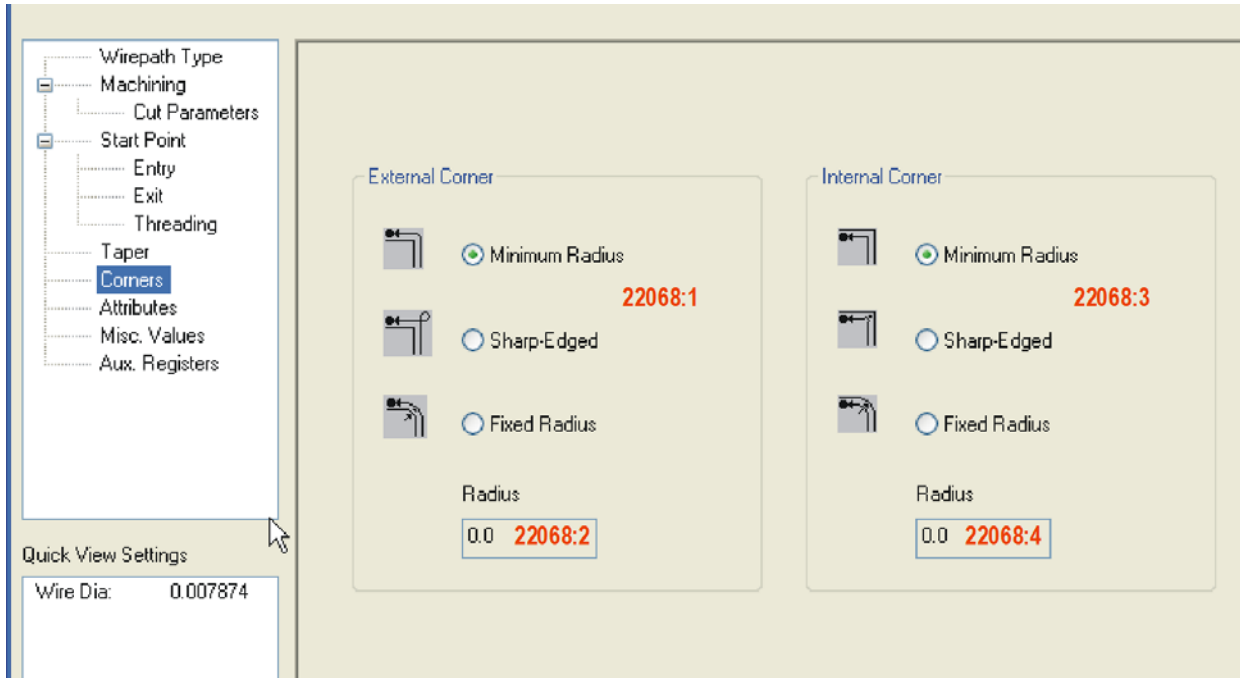 Wirepath Type
Machining
Cut Parameters
Start Point
Entry
Exit
Threading
Taper
Corners
Attributes
Misc. Values
Aux. Registers
Quick View Settings
Wire Dia: 0.007874
External Corner
Minimum Radius
22068:1
Sharp-Edged
Fixed Radius
Radius
0.0 22068:2
Internal Corner
Minimum Radius
22068:3
Sharp-Edged
Fixed Radius
Radius
0.0 22068:4